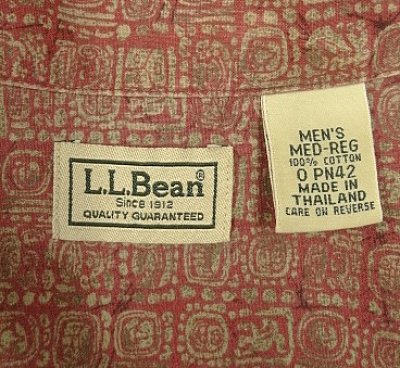 L.L.Bean®
Since 1912
QUALITY GUARANTEED
MEN'S
MED-REG
100% COTTON
0 PN42
MADE IN
THAILAND
CARE ON REVERSE